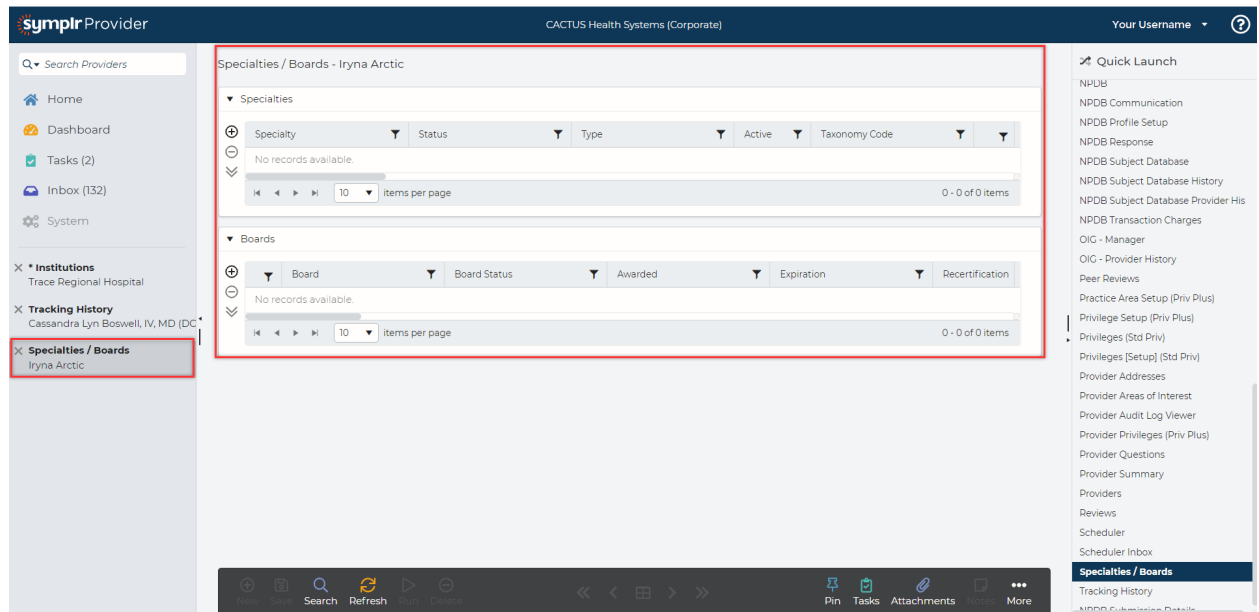 symplr Provider
CACTUS Health Systems (Corporate)
Your Username
?
Search Providers
Home
Dashboard
Tasks (2)
Inbox (132)
System
* Institutions
Trace Regional Hospital
Tracking History
Cassandra Lyn Boswell, IV, MD (DC
Specialties / Boards
Iryna Arctic
Specialties / Boards - Iryna Arctic
Specialties
Specialty Status Type Active Taxonomy Code
No records available.
10 items per page 0 - 0 of 0 items
Boards
Board Board Status Awarded Expiration Recertification
No records available.
10 items per page 0 - 0 of 0 items
New Save Search Refresh Run Delete Pin Tasks Attachments Notes More
Quick Launch
NPDB
NPDB Communication
NPDB Profile Setup
NPDB Response
NPDB Subject Database
NPDB Subject Database History
NPDB Subject Database Provider His
NPDB Transaction Charges
OIG - Manager
OIG - Provider History
Peer Reviews
Practice Area Setup (Priv Plus)
Privilege Setup (Priv Plus)
Privileges (Std Priv)
Privileges [Setup] (Std Priv)
Provider Addresses
Provider Areas of Interest
Provider Audit Log Viewer
Provider Privileges (Priv Plus)
Provider Questions
Provider Summary
Providers
Reviews
Scheduler
Scheduler Inbox
Specialties / Boards
Tracking History
NPDB Submission Details